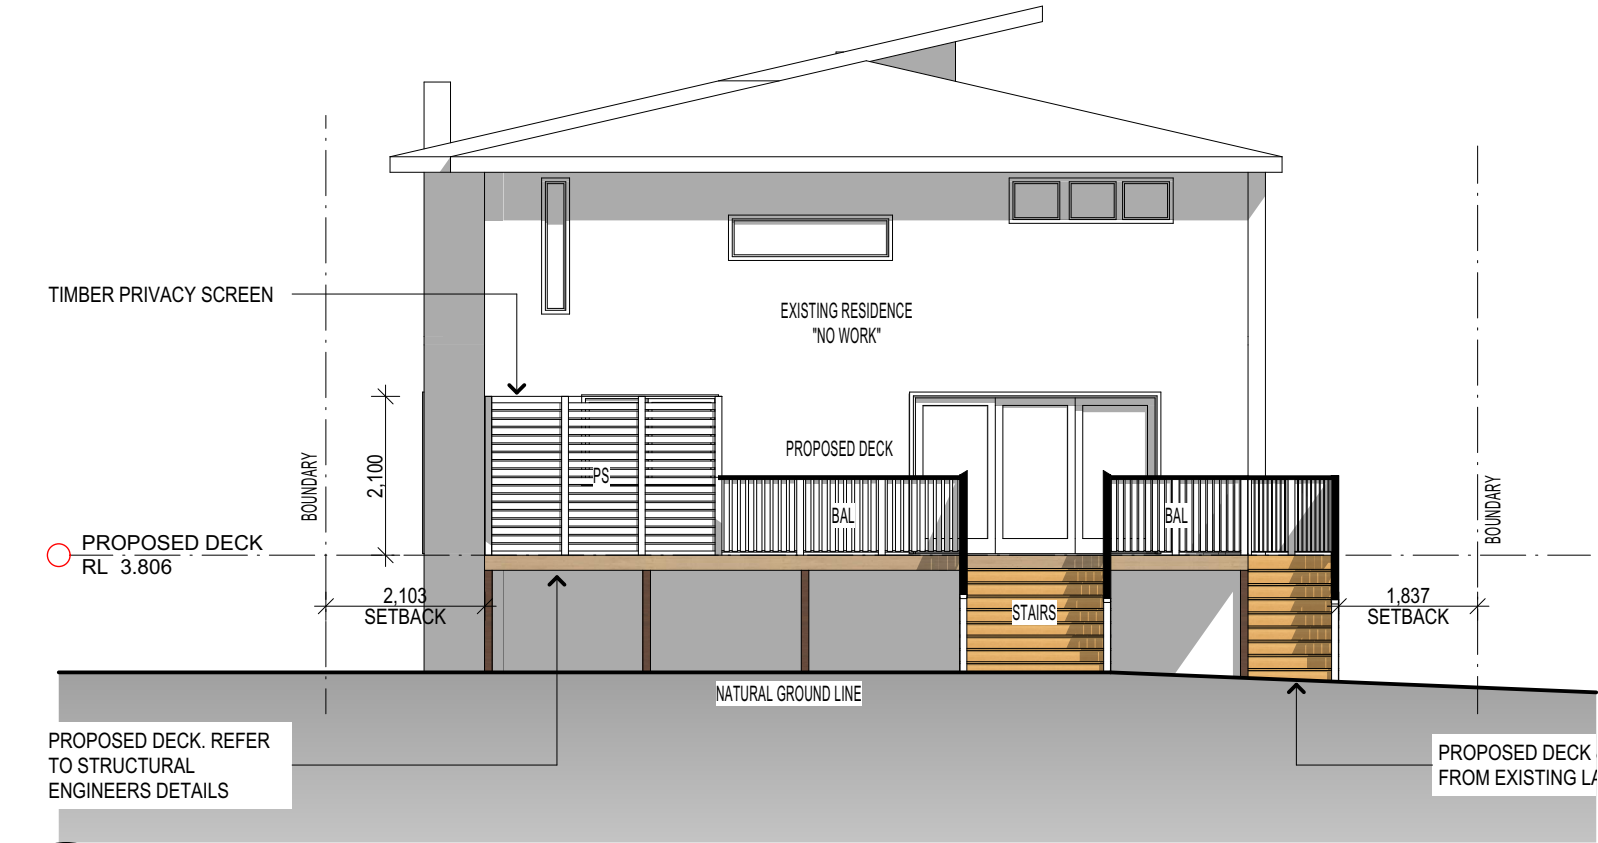 TIMBER PRIVACY SCREEN
EXISTING RESIDENCE
"NO WORK"
PROPOSED DECK
BOUNDARY
2,100
PS
BAL
BAL
BOUNDARY
PROPOSED DECK
RL 3.806
2,103
SETBACK
STAIRS
1,837
SETBACK
NATURAL GROUND LINE
PROPOSED DECK. REFER
TO STRUCTURAL
ENGINEERS DETAILS
PROPOSED DECK
FROM EXISTING